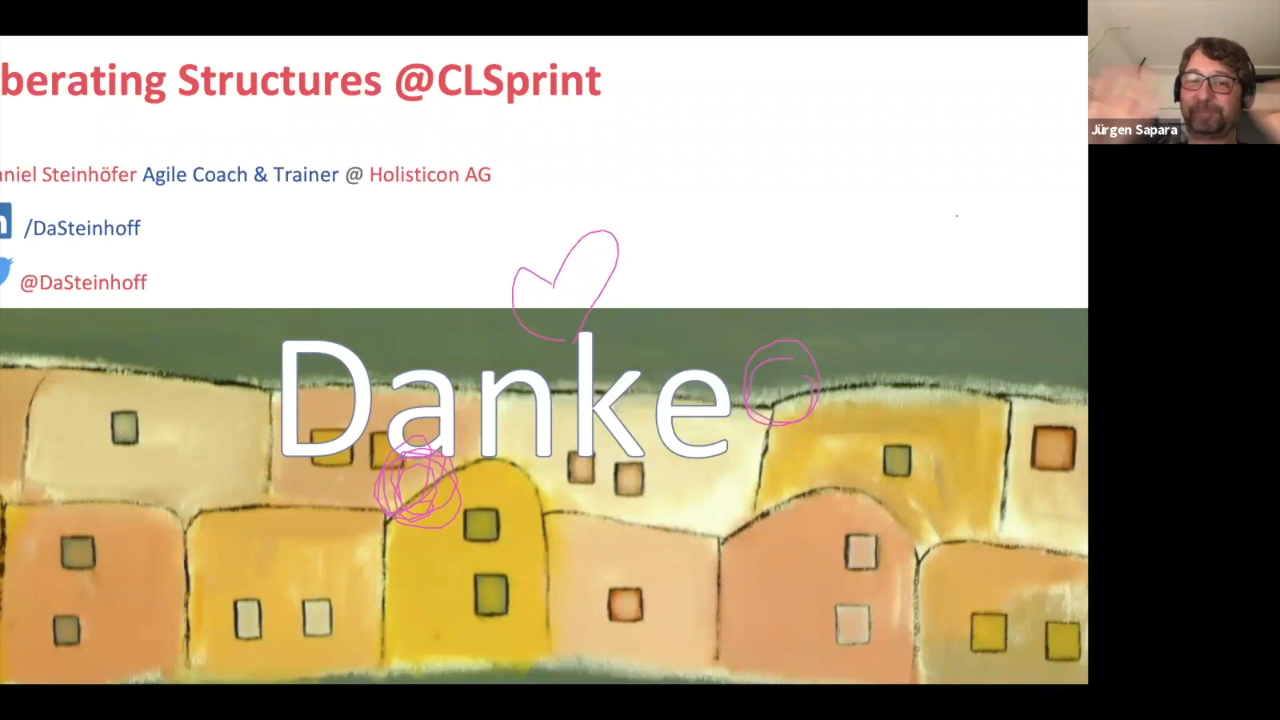 berating Structures @CLSprint
niel Steinhöfer Agile Coach & Trainer @ Holisticon AG
/DaSteinhoff
@DaSteinhoff
Danke
Jürgen Sapara